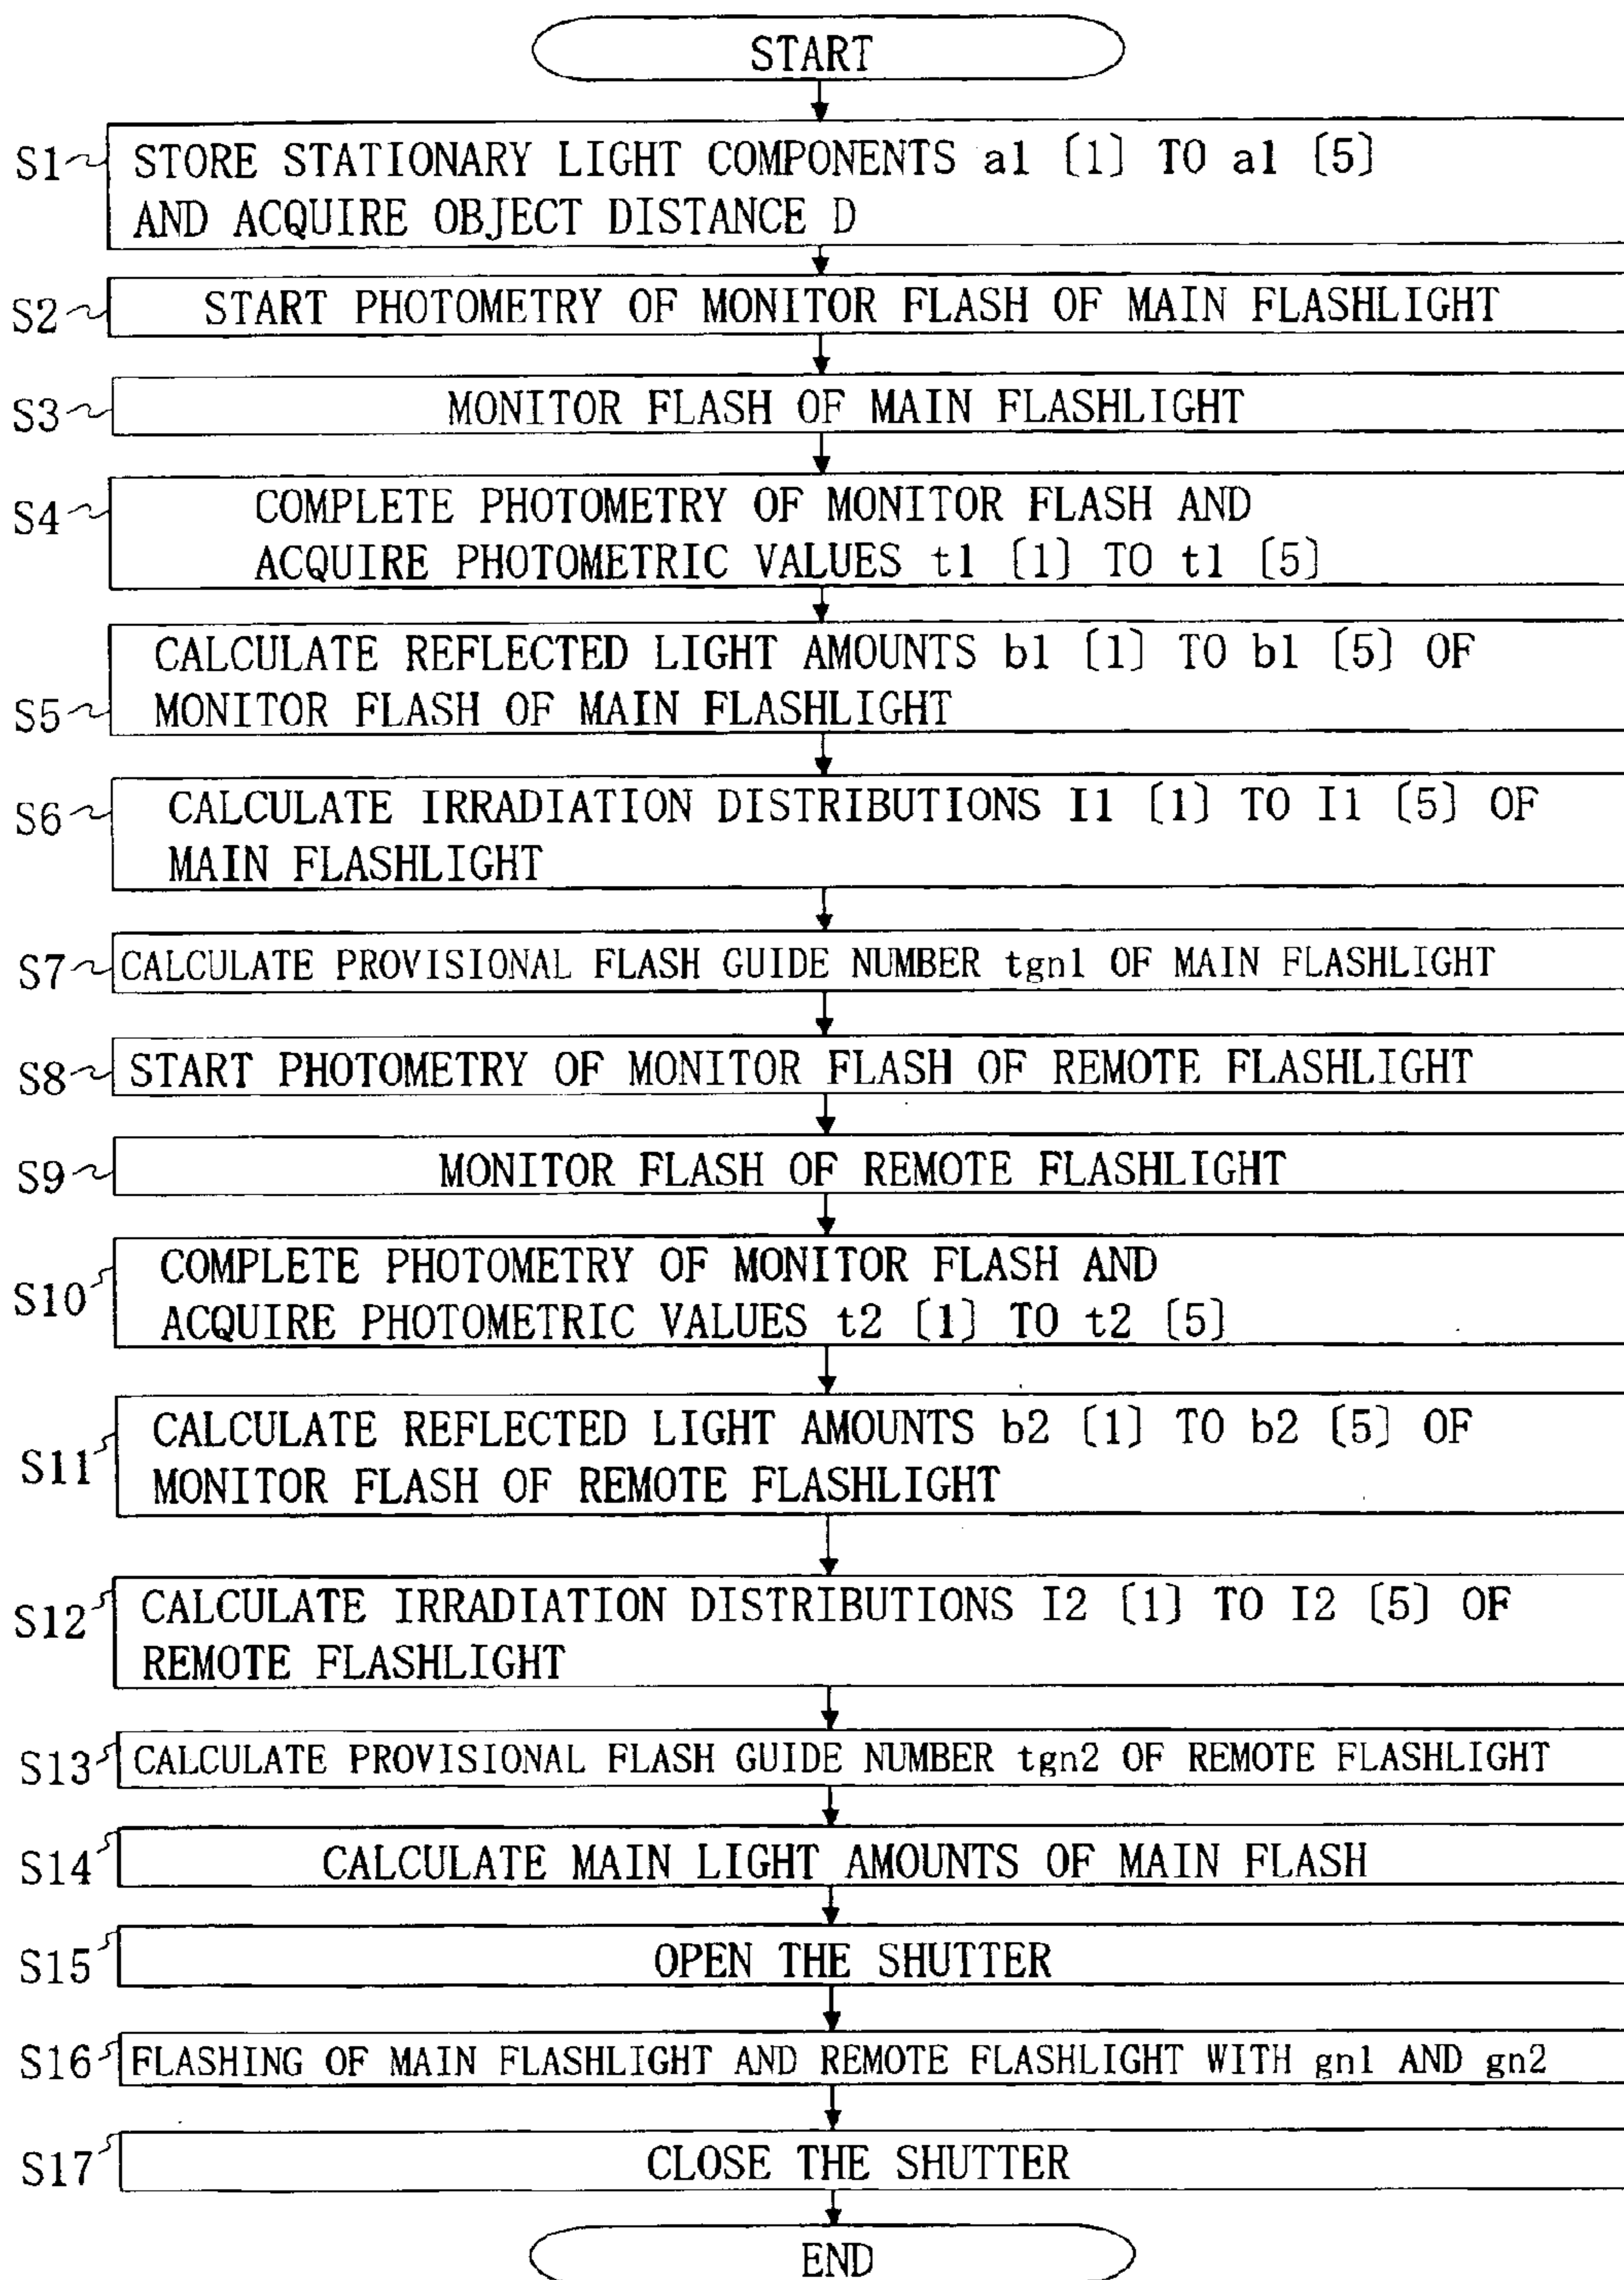 START
S1
STORE STATIONARY LIGHT COMPONENTS a1 [1] TO a1 [5]
AND ACQUIRE OBJECT DISTANCE D
S2
START PHOTOMETRY OF MONITOR FLASH OF MAIN FLASHLIGHT
S3
MONITOR FLASH OF MAIN FLASHLIGHT
S4
COMPLETE PHOTOMETRY OF MONITOR FLASH AND
ACQUIRE PHOTOMETRIC VALUES t1 [1] TO t1 [5]
S5
CALCULATE REFLECTED LIGHT AMOUNTS b1 [1] TO b1 [5] OF
MONITOR FLASH OF MAIN FLASHLIGHT
S6
CALCULATE IRRADIATION DISTRIBUTIONS I1 [1] TO I1 [5] OF
MAIN FLASHLIGHT
S7
CALCULATE PROVISIONAL FLASH GUIDE NUMBER tgn1 OF MAIN FLASHLIGHT
S8
START PHOTOMETRY OF MONITOR FLASH OF REMOTE FLASHLIGHT
S9
MONITOR FLASH OF REMOTE FLASHLIGHT
S10
COMPLETE PHOTOMETRY OF MONITOR FLASH AND
ACQUIRE PHOTOMETRIC VALUES t2 [1] TO t2 [5]
S11
CALCULATE REFLECTED LIGHT AMOUNTS b2 [1] TO b2 [5] OF
MONITOR FLASH OF REMOTE FLASHLIGHT
S12
CALCULATE IRRADIATION DISTRIBUTIONS I2 [1] TO I2 [5] OF
REMOTE FLASHLIGHT
S13
CALCULATE PROVISIONAL FLASH GUIDE NUMBER tgn2 OF REMOTE FLASHLIGHT
S14
CALCULATE MAIN LIGHT AMOUNTS OF MAIN FLASH
S15
OPEN THE SHUTTER
S16
FLASHING OF MAIN FLASHLIGHT AND REMOTE FLASHLIGHT WITH gn1 AND gn2
S17
CLOSE THE SHUTTER
END